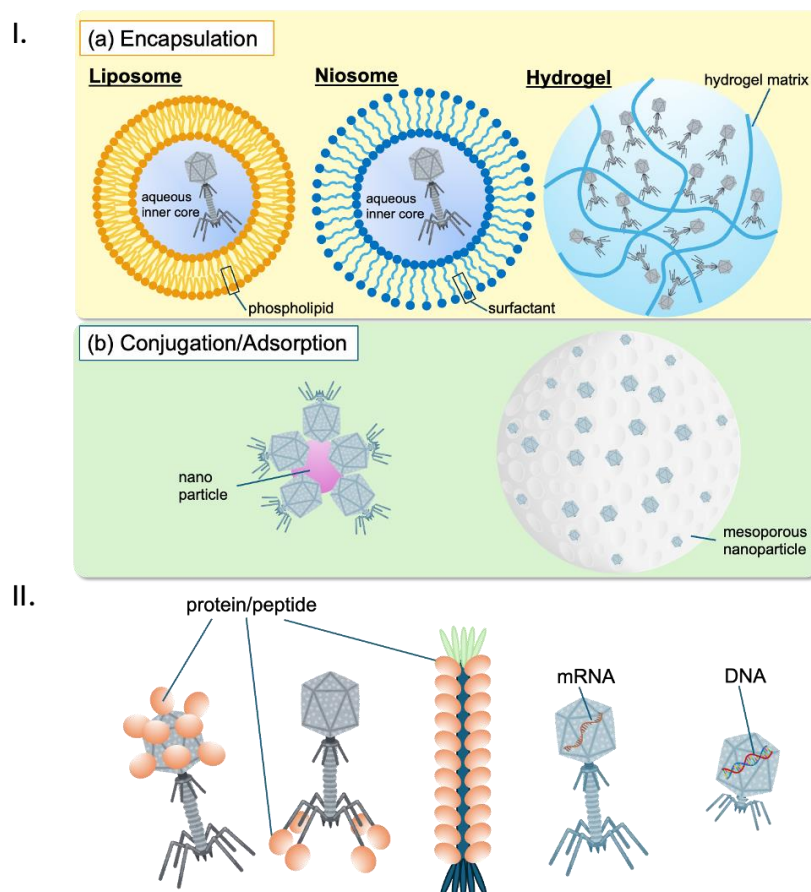 I.
(a) Encapsulation
Liposome
Niosome
Hydrogel
hydrogel matrix
aqueous
inner core
aqueous
inner core
phospholipid
surfactant
(b) Conjugation/Adsorption
nano
particle
mesoporous
nanoparticle
II.
protein/peptide
mRNA
DNA